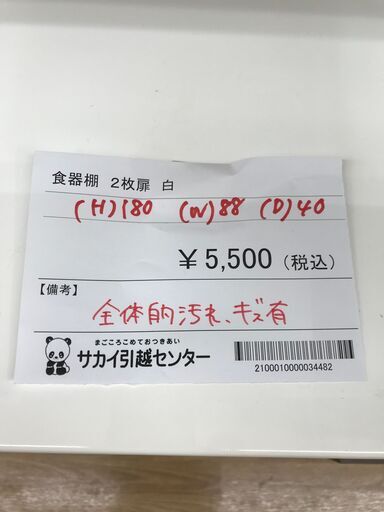 食器棚 2枚扉 白
(H)180 (W)88 (D)40
¥5,500(税込)
【備考】
全体的汚れ、キズ有
まごころこめておつきあい
サカイ引越センター
2100010000034482